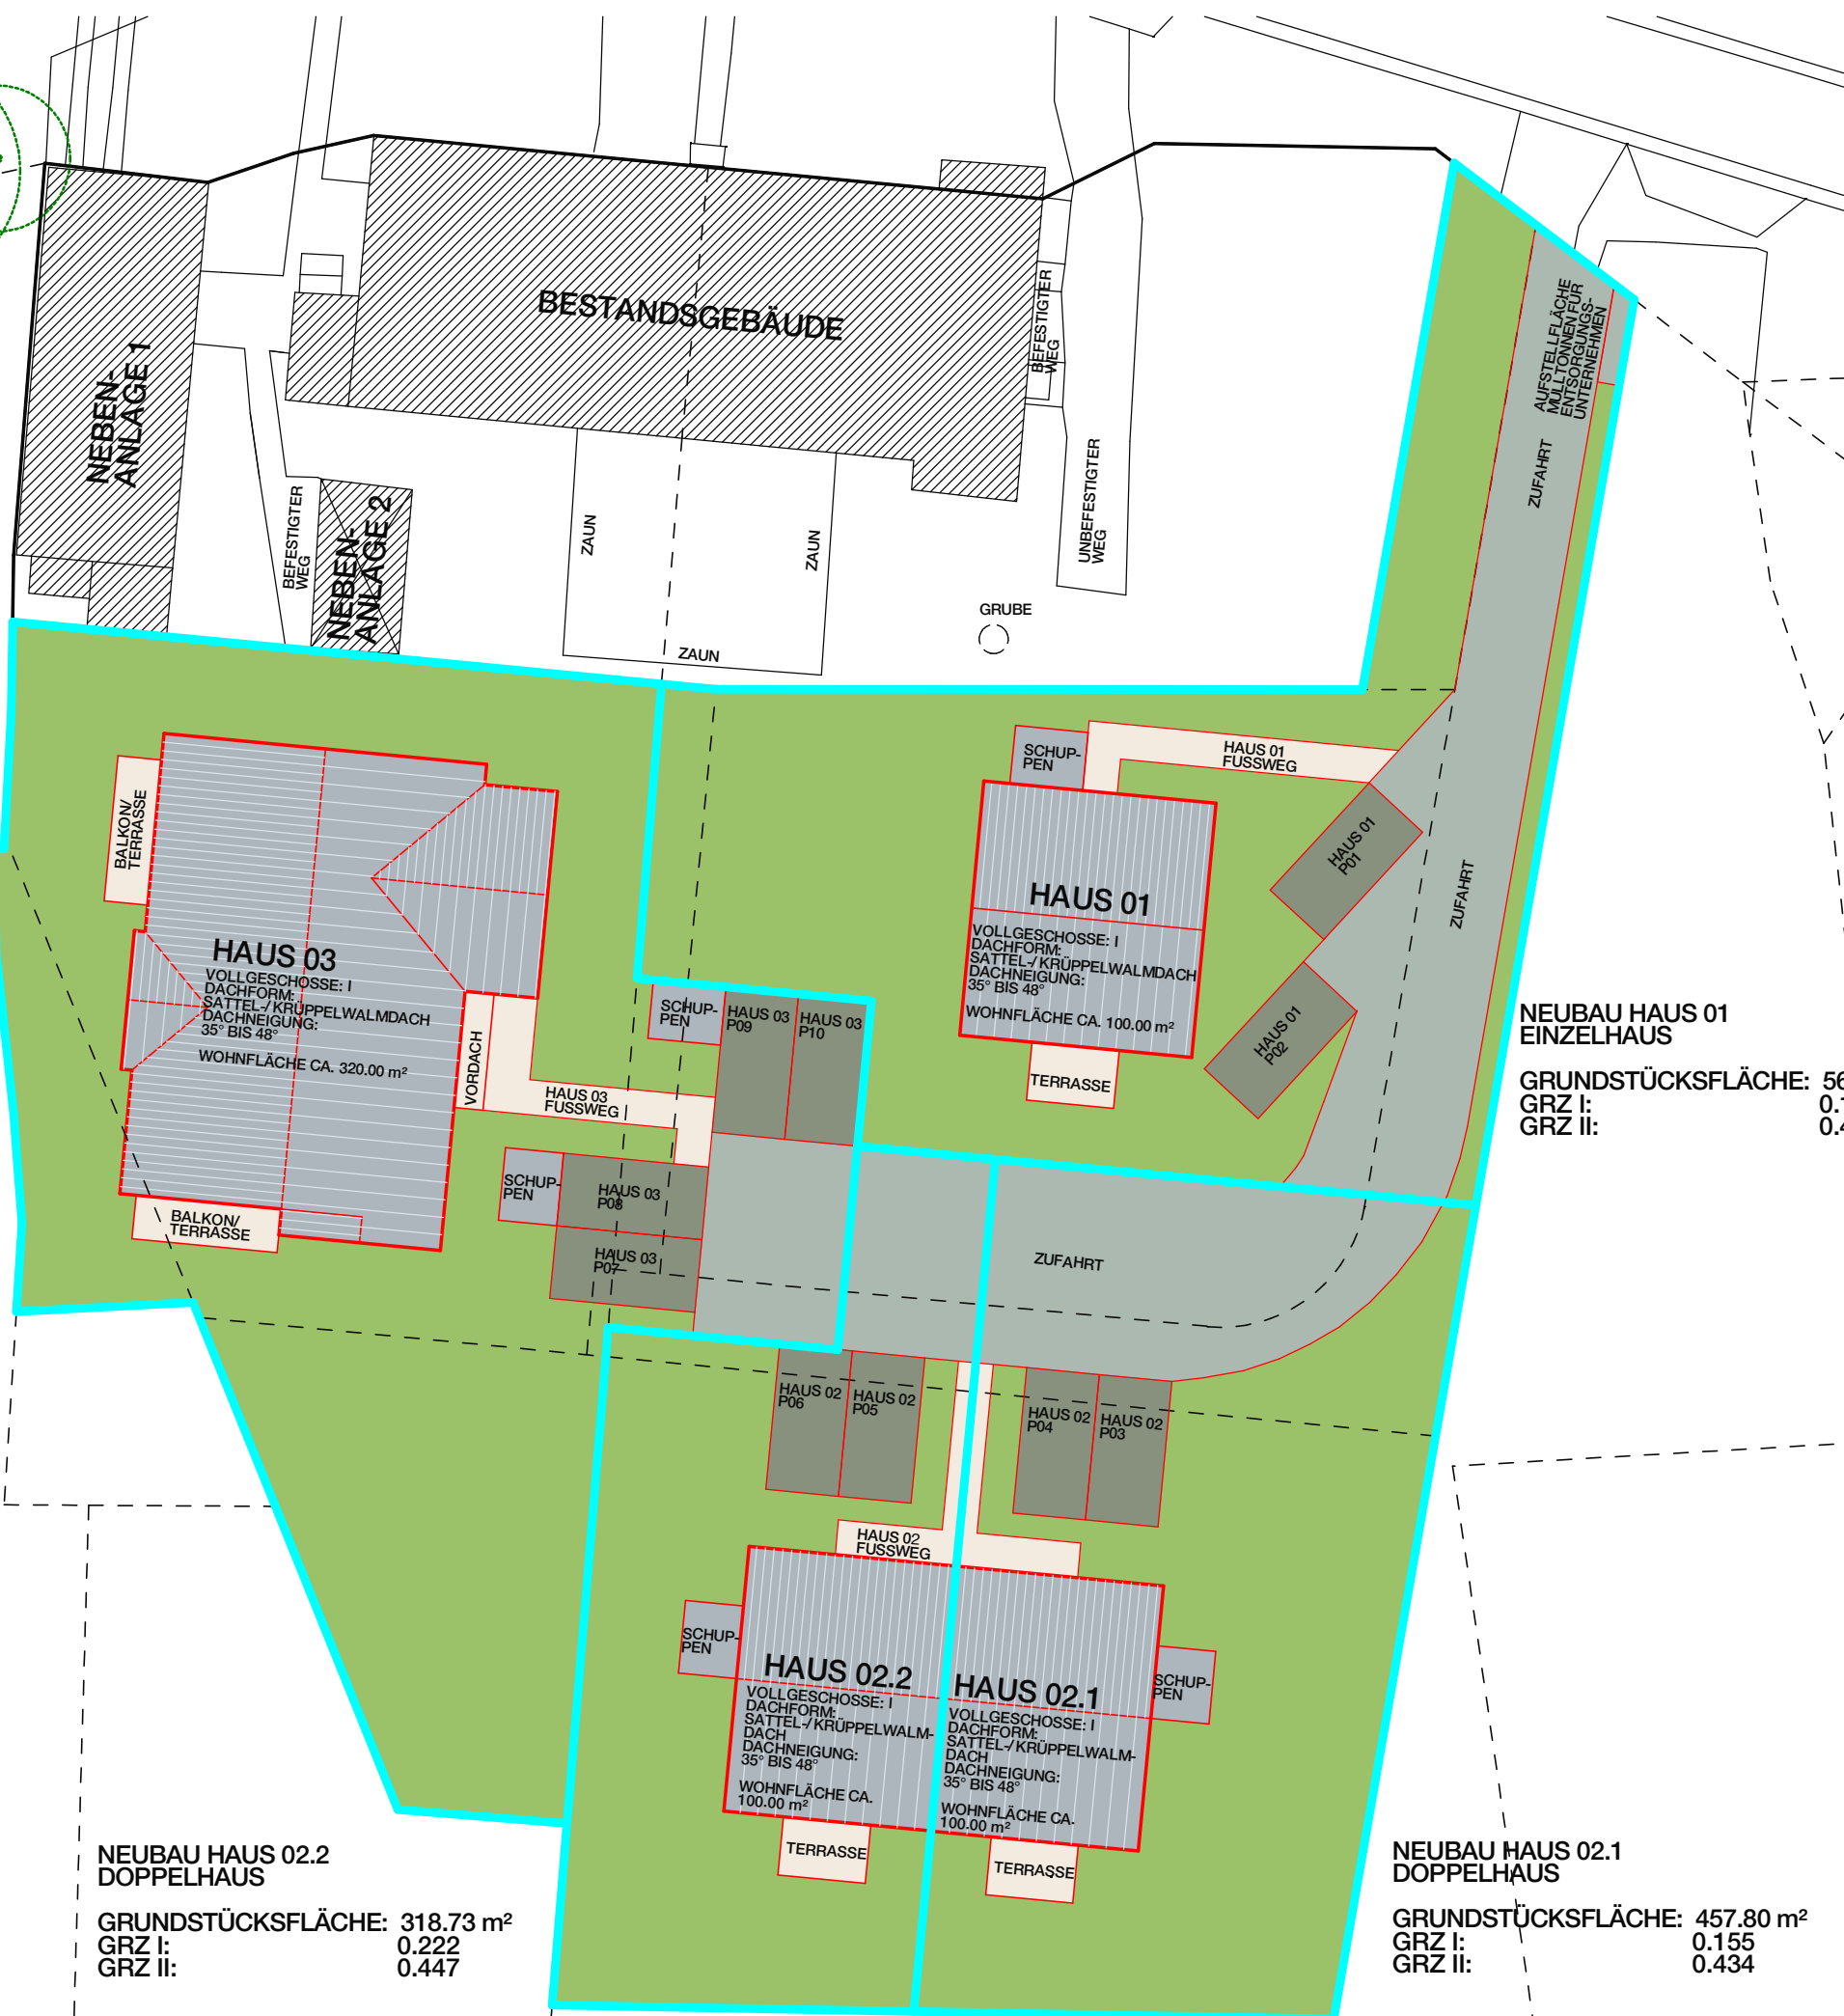 NEBEN-
ANLAGE 1
BESTANDSGEBÄUDE
BEFESTIGTER
WEG
AUFSTELLFLÄCHE
MÜLLTONNEN FÜR
ENTSORGUNGS-
UNTERNEHMEN
ZUFAHRT
BEFESTIGTER
WEG
NEBEN-
ANLAGE 2
ZAUN
ZAUN
ZAUN
UNBEFESTIGTER
WEG
GRUBE
SCHUP-
PEN
HAUS 01
FUSSWEG
HAUS 01
P01
HAUS 01
P02
ZUFAHRT
HAUS 01
VOLLGESCHOSSE: I
DACHFORM:
SATTEL-/KRÜPPELWALMDACH
DACHNEIGUNG:
35° BIS 48°
WOHNFLÄCHE CA. 100.00 m²
TERRASSE
BALKON/
TERRASSE
HAUS 03
VOLLGESCHOSSE: I
DACHFORM:
SATTEL-/KRÜPPELWALMDACH
DACHNEIGUNG:
35° BIS 48°
WOHNFLÄCHE CA. 320.00 m²
VORDACH
HAUS 03
FUSSWEG
SCHUP-
PEN
HAUS 03
P09
HAUS 03
P10
SCHUP-
PEN
HAUS 03
P08
HAUS 03
P07
BALKON/
TERRASSE
NEUBAU HAUS 01
EINZELHAUS
GRUNDSTÜCKSFLÄCHE: 56
GRZ I: 0.
GRZ II: 0.4
ZUFAHRT
HAUS 02
P06
HAUS 02
P05
HAUS 02
P04
HAUS 02
P03
HAUS 02
FUSSWEG
SCHUP-
PEN
HAUS 02.2
VOLLGESCHOSSE: I
DACHFORM:
SATTEL-/KRÜPPELWALM-
DACH
DACHNEIGUNG:
35° BIS 48°
WOHNFLÄCHE CA.
100.00 m²
TERRASSE
HAUS 02.1
VOLLGESCHOSSE: I
DACHFORM:
SATTEL-/KRÜPPELWALM-
DACH
DACHNEIGUNG:
35° BIS 48°
WOHNFLÄCHE CA.
100.00 m²
SCHUP-
PEN
TERRASSE
NEUBAU HAUS 02.2
DOPPELHAUS
GRUNDSTÜCKSFLÄCHE: 318.73 m²
GRZ I: 0.222
GRZ II: 0.447
NEUBAU HAUS 02.1
DOPPELHAUS
GRUNDSTÜCKSFLÄCHE: 457.80 m²
GRZ I: 0.155
GRZ II: 0.434